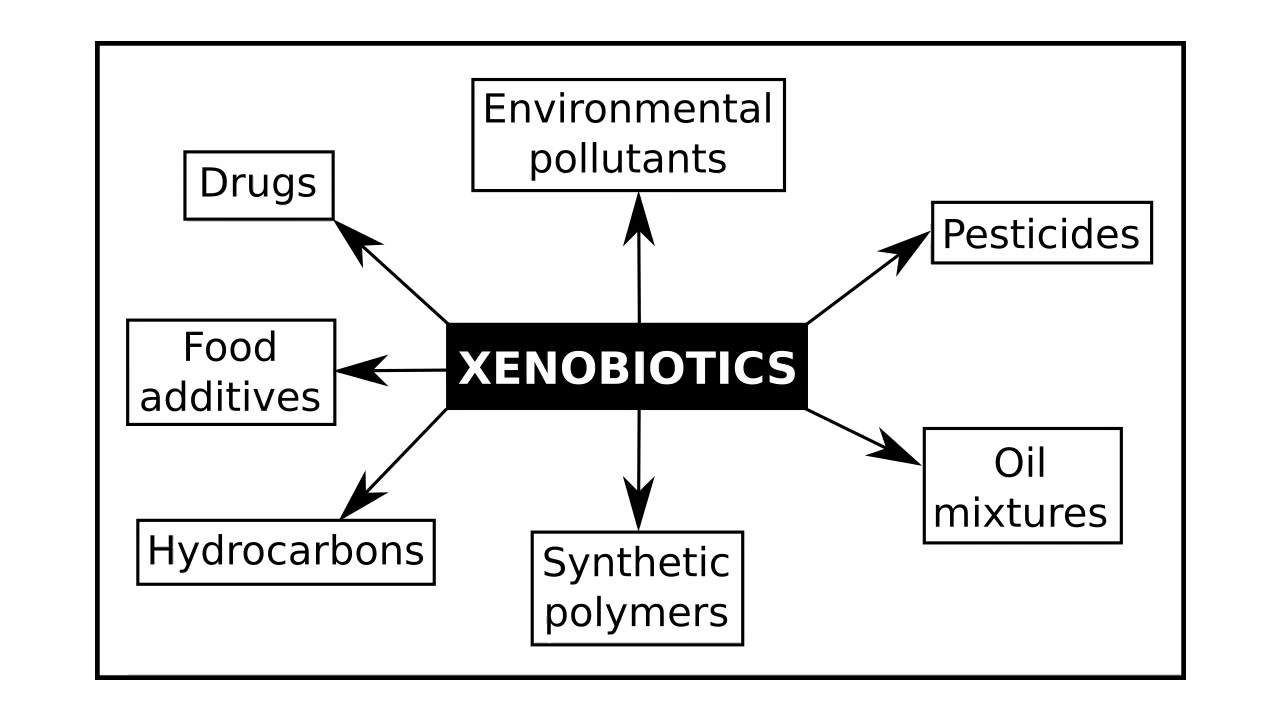 Environmental
pollutants
Drugs
Pesticides
Food
additives
XENOBIOTICS
Oil
mixtures
Hydrocarbons
Synthetic
polymers